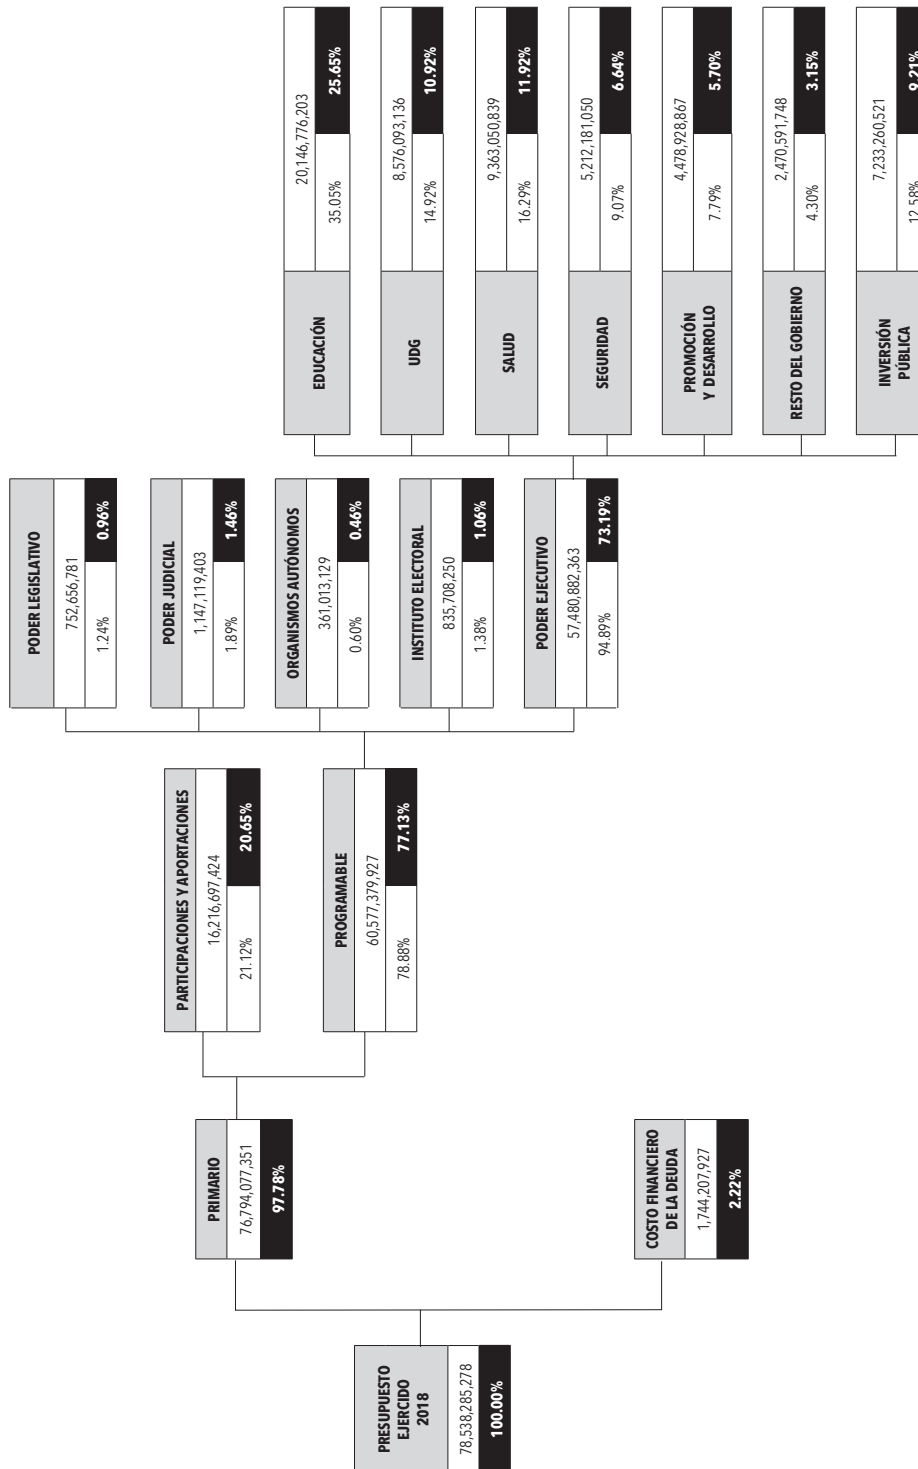 PRESUPUESTO
EJERCIDO
2018
78,538,285,278
100.00%
PRIMARIO
76,794,077,351
97.78%
COSTO FINANCIERO
DE LA DEUDA
1,744,207,927
2.22%
PARTICIPACIONES Y APORTACIONES
16,216,697,424
21.12% 20.65%
PROGRAMABLE
60,577,379,927
78.88% 77.13%
PODER LEGISLATIVO
752,656,781
1.24% 0.96%
PODER JUDICIAL
1,147,119,403
1.89% 1.46%
ORGANISMOS AUTÓNOMOS
361,013,129
0.60% 0.46%
INSTITUTO ELECTORAL
835,708,250
1.38% 1.06%
PODER EJECUTIVO
57,480,882,363
94.89% 73.19%
EDUCACIÓN
20,146,776,203
35.05% 25.65%
UDG
8,576,093,136
14.92% 10.92%
SALUD
9,363,050,839
16.29% 11.92%
SEGURIDAD
5,212,181,050
9.07% 6.64%
PROMOCIÓN
Y DESARROLLO
4,478,928,867
7.79% 5.70%
RESTO DEL GOBIERNO
2,470,591,748
4.30% 3.15%
INVERSIÓN
PÚBLICA
7,233,260,521
12.58% 9.21%